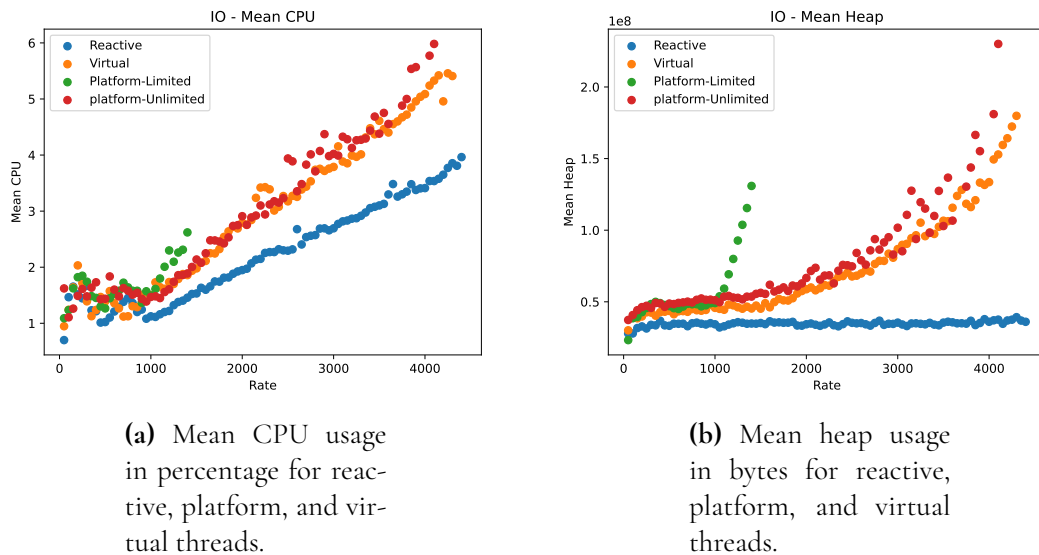 IO - Mean CPU
Reactive
Virtual
Platform-Limited
platform-Unlimited
6
5
4
3
2
1
Mean CPU
0
1000
2000
3000
4000
Rate
(a) Mean CPU usage
in percentage for reac-
tive, platform, and vir-
tual threads.
IO - Mean Heap
1e8
Reactive
Virtual
Platform-Limited
platform-Unlimited
2.0
1.5
1.0
0.5
Mean Heap
0
1000
2000
3000
4000
Rate
(b) Mean heap usage
in bytes for reactive,
platform, and virtual
threads.